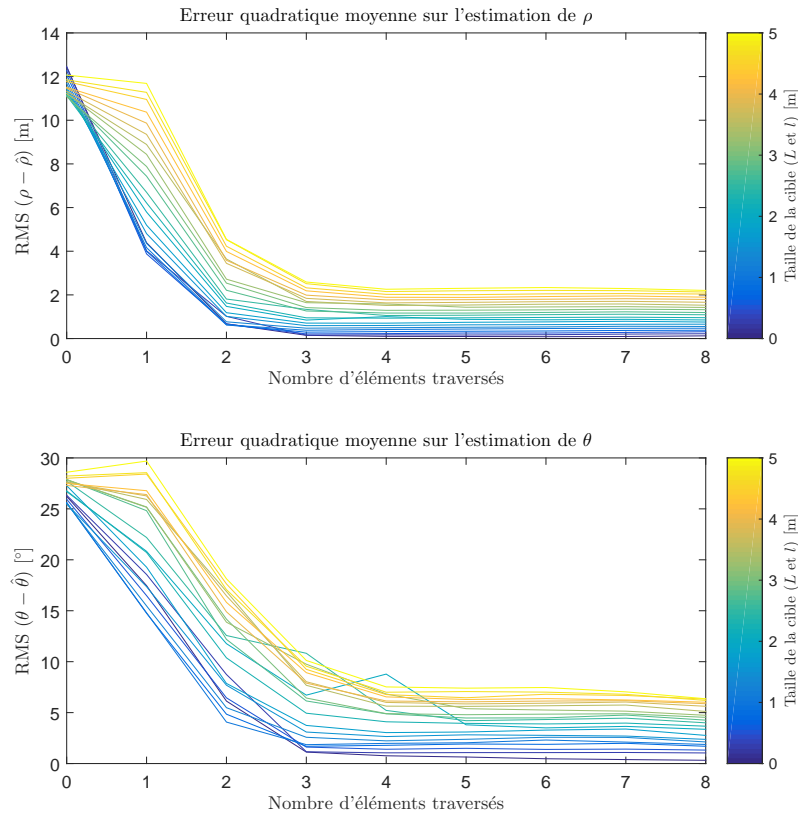 Erreur quadratique moyenne sur l'estimation de ρ
14
12
10
8
6
4
2
0
RMS (ρ − ρ̂) [m]
0 1 2 3 4 5 6 7 8
Nombre d'éléments traversés
5
4
3
2
1
0
Taille de la cible (L et l) [m]
Erreur quadratique moyenne sur l'estimation de θ
30
25
20
15
10
5
0
RMS (θ − θ̂) [°]
0 1 2 3 4 5 6 7 8
Nombre d'éléments traversés
5
4
3
2
1
0
Taille de la cible (L et l) [m]